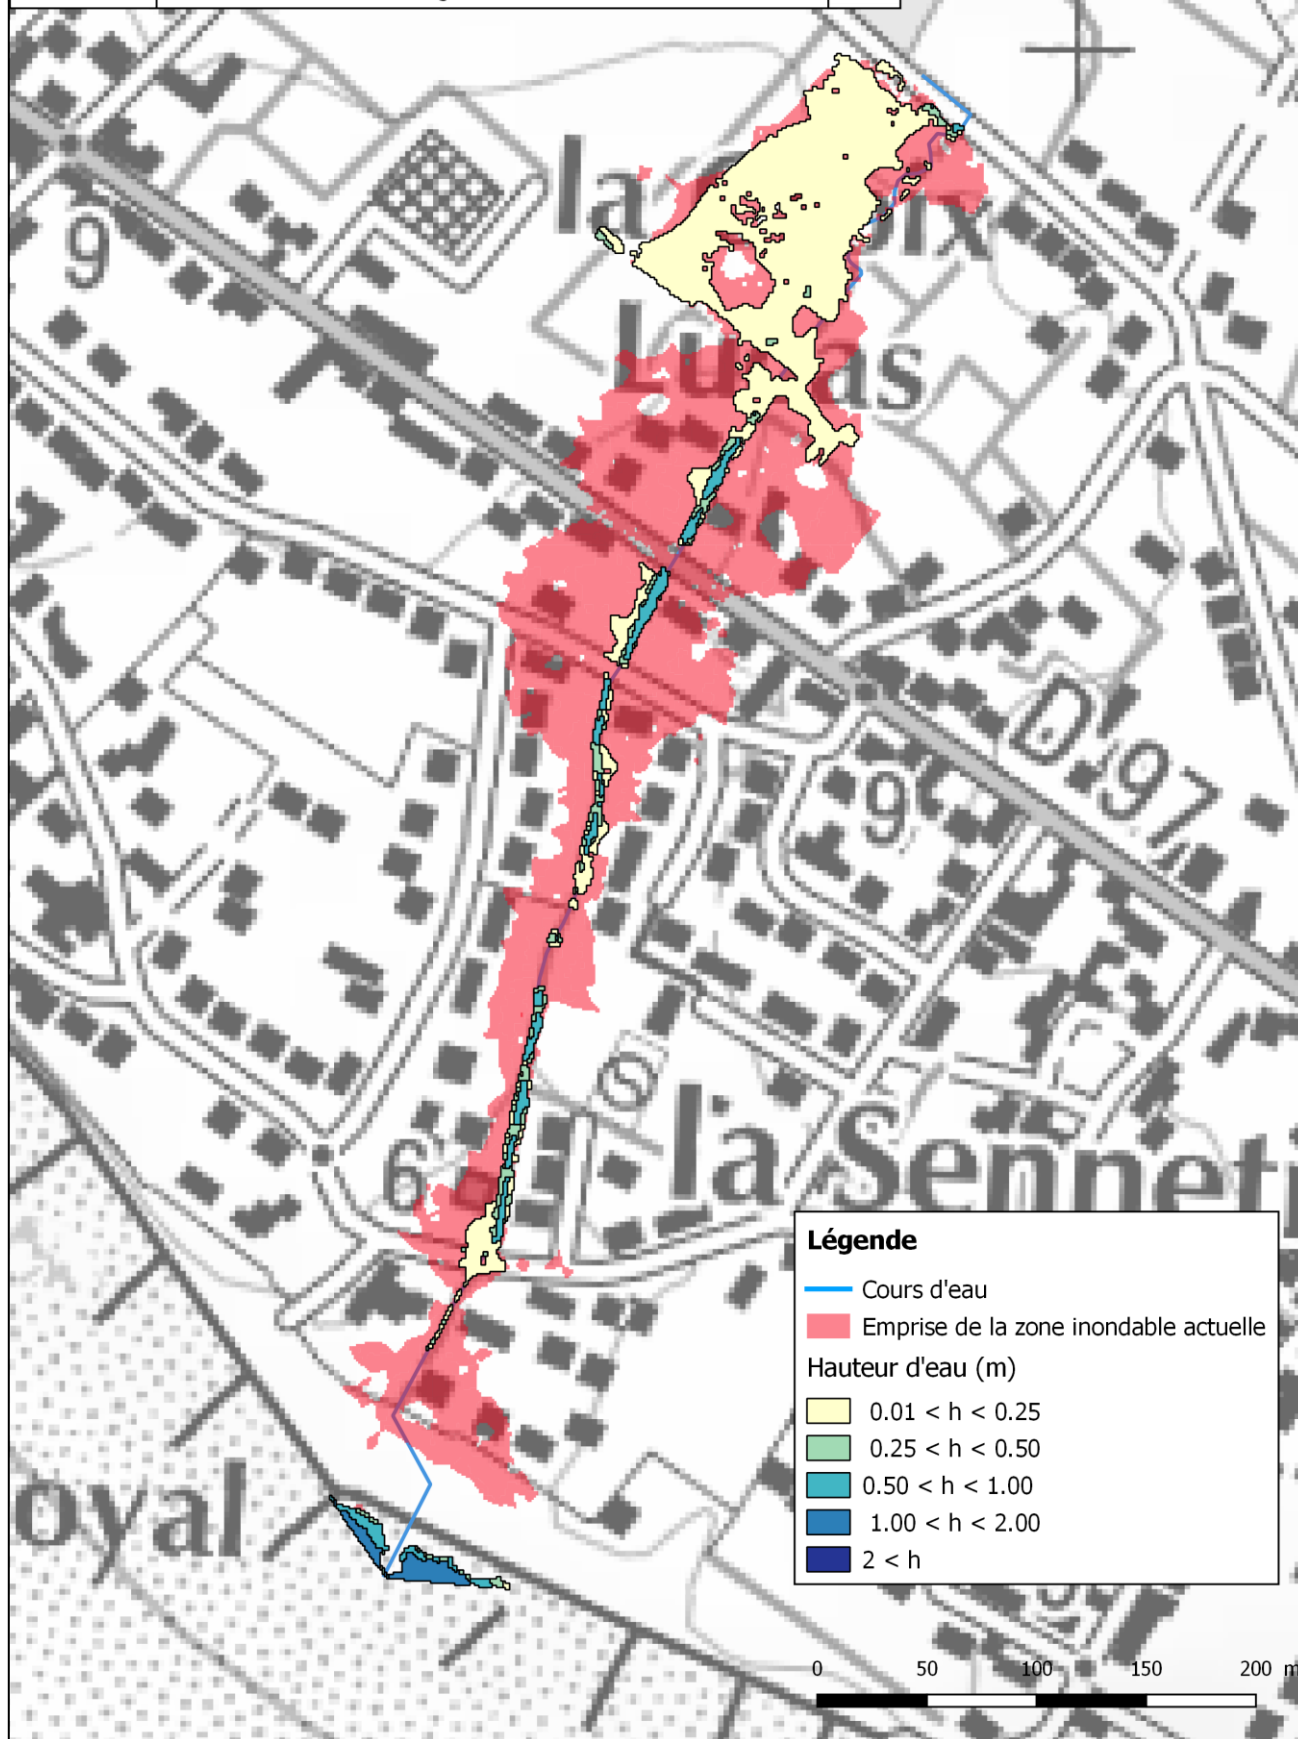 la Croix
9
Lucas
D 97
9
6
la Sennet
oyal
Légende
Cours d'eau
Emprise de la zone inondable actuelle
Hauteur d'eau (m)
0.01 < h < 0.25
0.25 < h < 0.50
0.50 < h < 1.00
1.00 < h < 2.00
2 < h
0 50 100 150 200 m